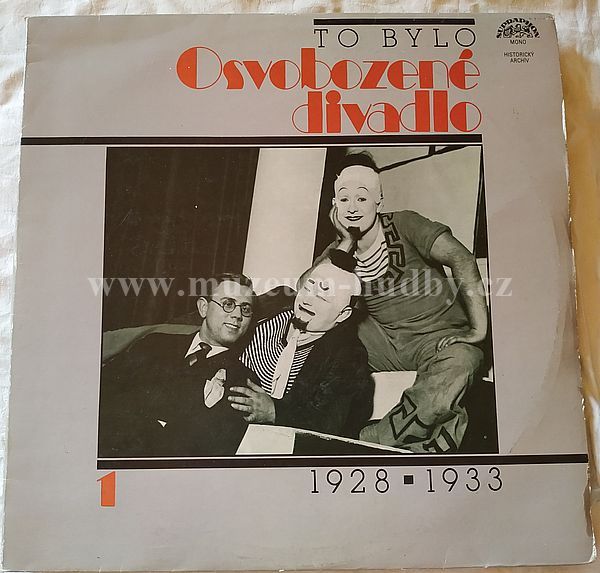 TO BYLO
Osvobozené
divadlo
SUPRAPHON
MONO
HISTORICKÝ
ARCHIV
www.muzeum-hudby.cz
1
1928 ▪ 1933